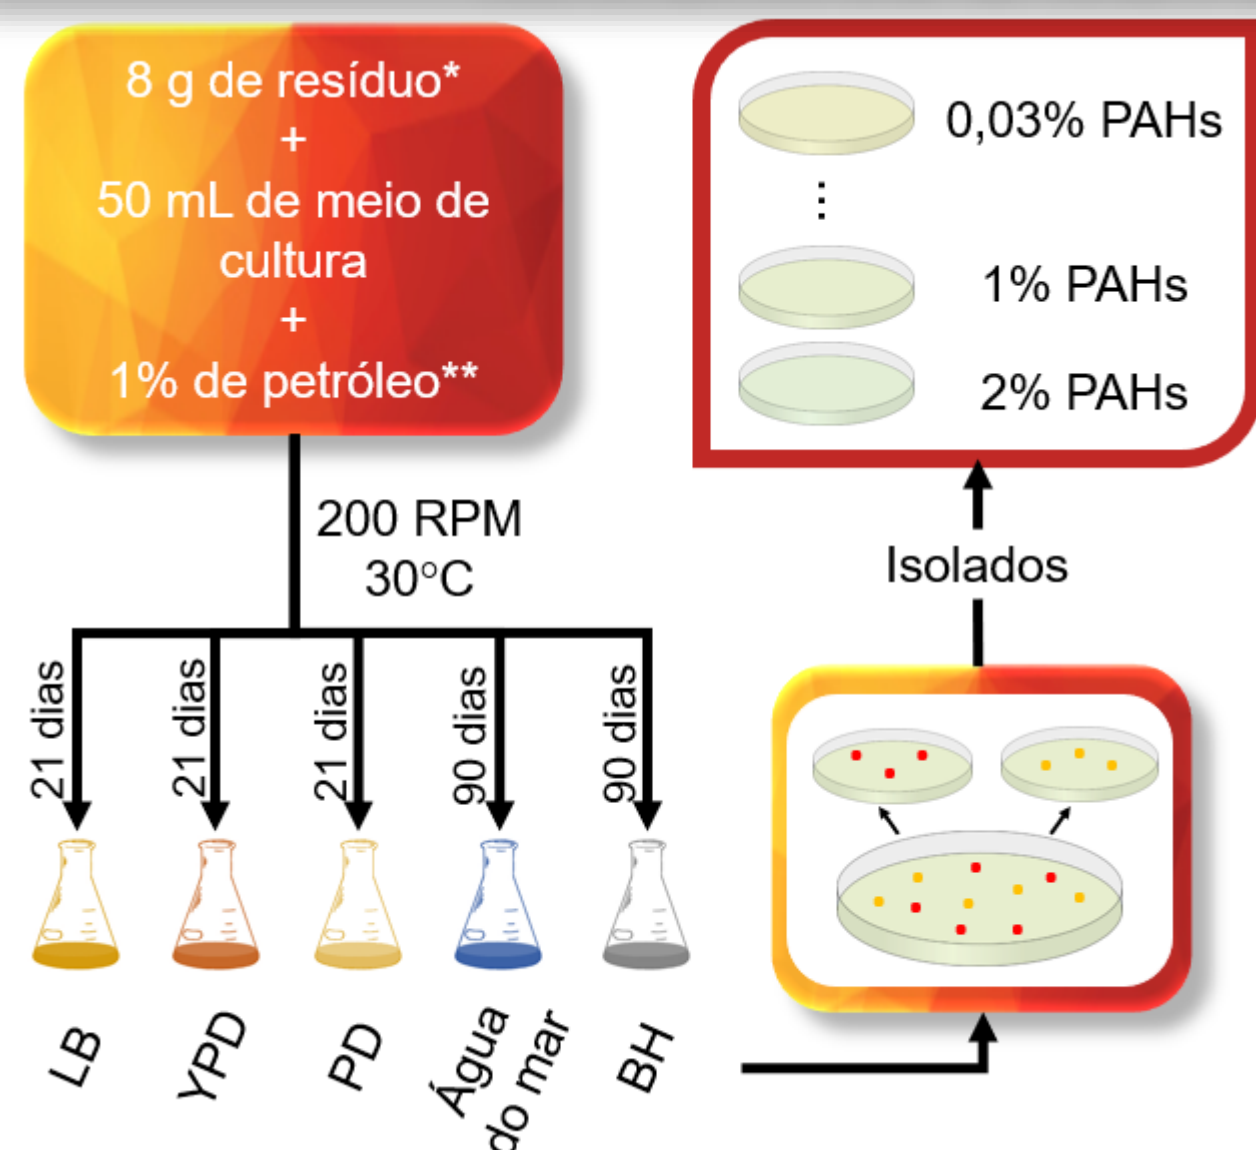 8 g de resíduo*
+
50 mL de meio de
cultura
+
1% de petróleo**
200 RPM
30°C
21 dias
21 dias
21 dias
90 dias
90 dias
LB
YPD
PD
Água
do mar
BH
0,03% PAHs
⋮
1% PAHs
2% PAHs
Isolados